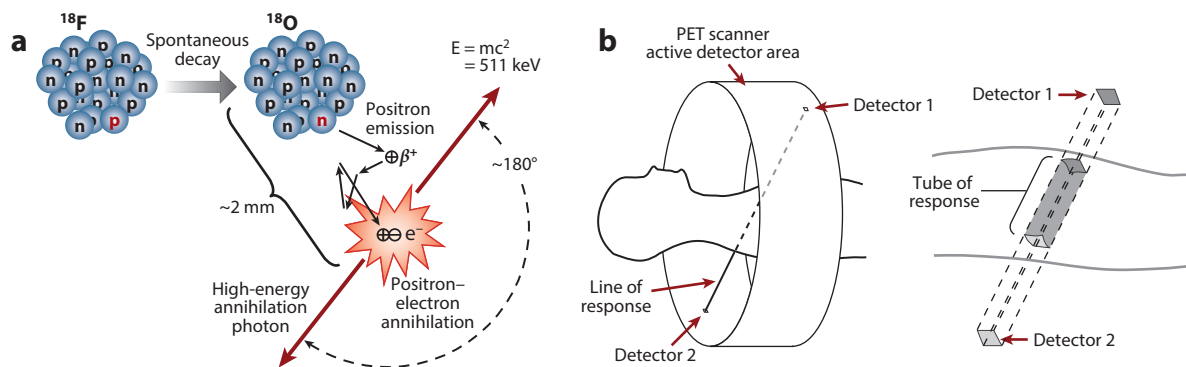 a
¹⁸F
Spontaneous
decay
¹⁸O
E = mc²
= 511 keV
Positron
emission
⊕β⁺
~180°
~2 mm
⊕⊖ e⁻
High-energy
annihilation
photon
Positron–
electron
annihilation
b
PET scanner
active detector area
Detector 1
Line of
response
Detector 2
Detector 1
Tube of
response
Detector 2